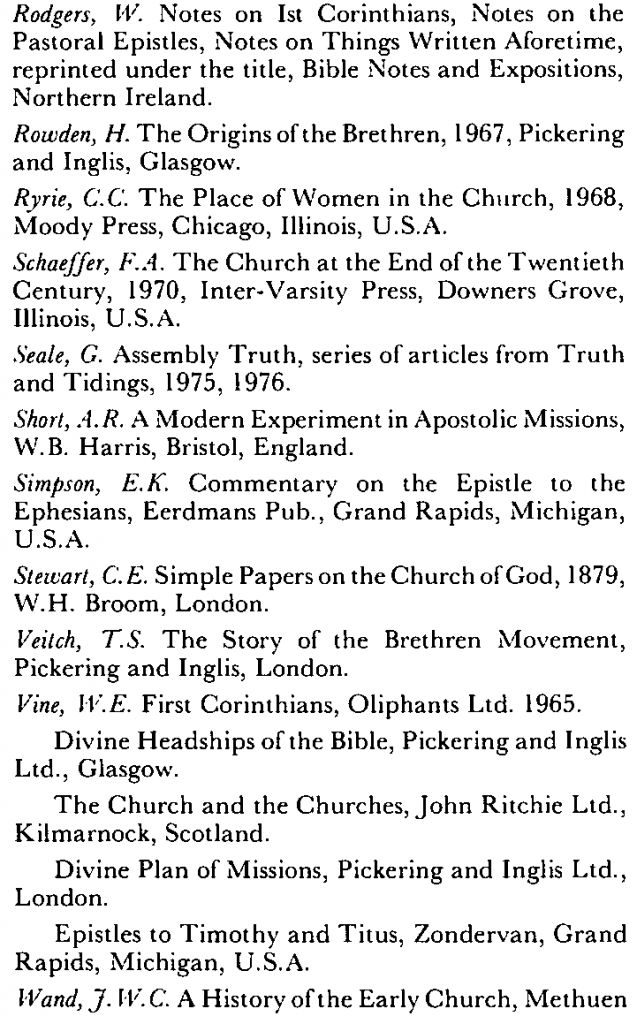 Rodgers, W. Notes on Ist Corinthians, Notes on the
Pastoral Epistles, Notes on Things Written Aforetime,
reprinted under the title, Bible Notes and Expositions,
Northern Ireland.
Rowden, H. The Origins of the Brethren, 1967, Pickering
and Inglis, Glasgow.
Ryrie, C.C. The Place of Women in the Church, 1968,
Moody Press, Chicago, Illinois, U.S.A.
Schaeffer, F.A. The Church at the End of the Twentieth
Century, 1970, Inter-Varsity Press, Downers Grove,
Illinois, U.S.A.
Seale, G. Assembly Truth, series of articles from Truth
and Tidings, 1975, 1976.
Short, A.R. A Modern Experiment in Apostolic Missions,
W.B. Harris, Bristol, England.
Simpson, E.K. Commentary on the Epistle to the
Ephesians, Eerdmans Pub., Grand Rapids, Michigan,
U.S.A.
Stewart, C.E. Simple Papers on the Church of God, 1879,
W.H. Broom, London.
Veitch, T.S. The Story of the Brethren Movement,
Pickering and Inglis, London.
Vine, W.E. First Corinthians, Oliphants Ltd. 1965.
Divine Headships of the Bible, Pickering and Inglis
Ltd., Glasgow.
The Church and the Churches, John Ritchie Ltd.,
Kilmarnock, Scotland.
Divine Plan of Missions, Pickering and Inglis Ltd.,
London.
Epistles to Timothy and Titus, Zondervan, Grand
Rapids, Michigan, U.S.A.
Wand, J.W.C. A History of the Early Church, Methuen